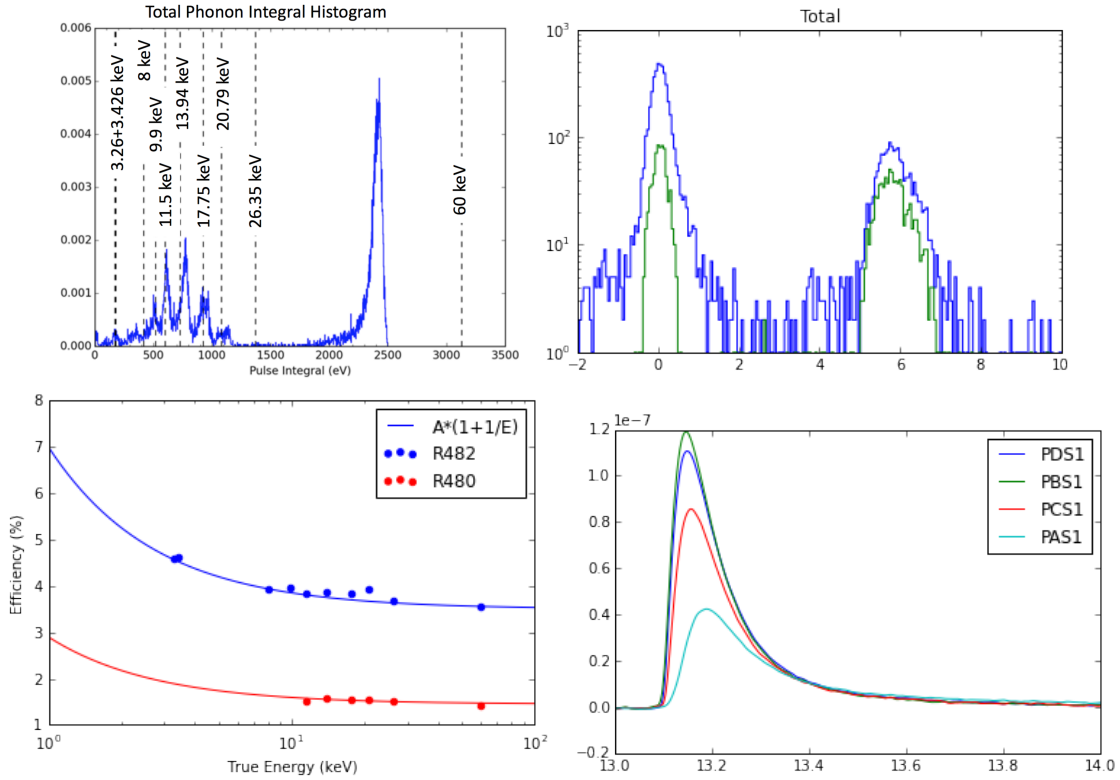 Total Phonon Integral Histogram
0.006
0.005
0.004
0.003
0.002
0.001
0.000
3.26+3.426 keV
8 keV
9.9 keV
11.5 keV
13.94 keV
17.75 keV
20.79 keV
26.35 keV
60 keV
0 500 1000 1500 2000 2500 3000 3500
Pulse Integral (eV)
Total
10³
10²
10¹
10⁰
−2 0 2 4 6 8 10
8
7
6
5
4
3
2
1
Efficiency (%)
A*(1+1/E)
R482
R480
10⁰ 10¹ 10²
True Energy (keV)
1e−7
1.2
1.0
0.8
0.6
0.4
0.2
0.0
−0.2
PDS1
PBS1
PCS1
PAS1
13.0 13.2 13.4 13.6 13.8 14.0